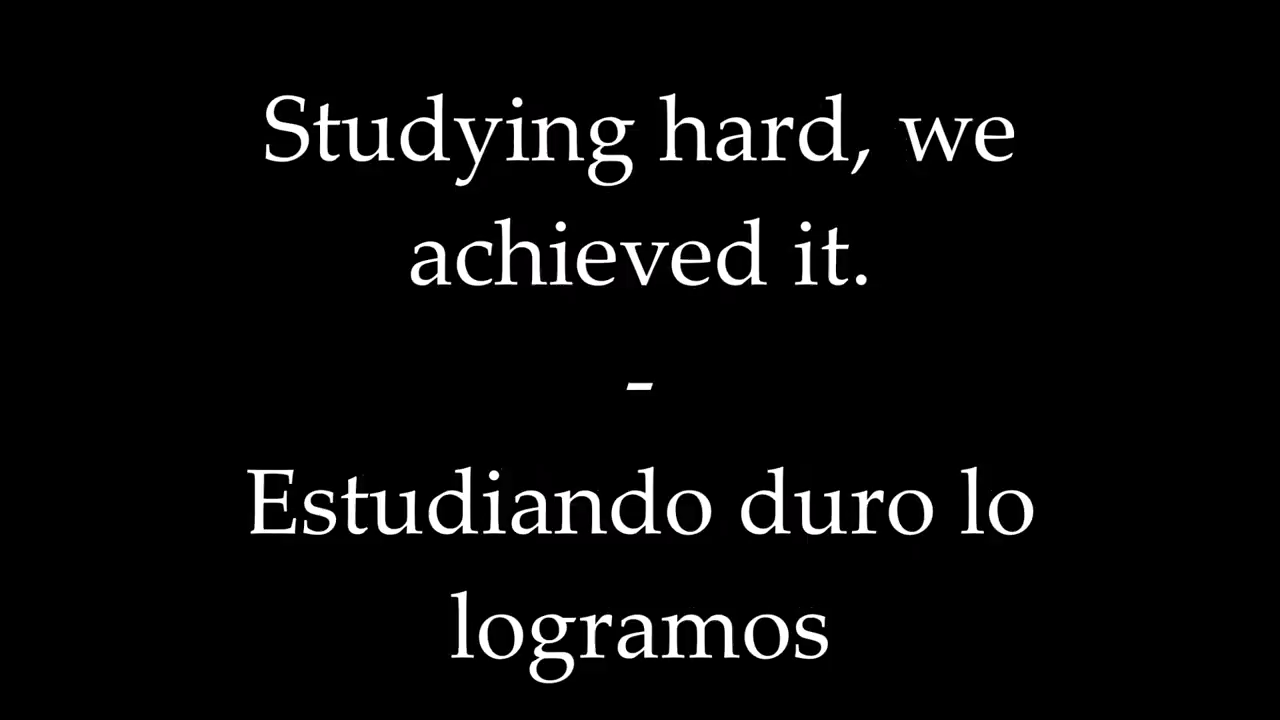 Studying hard, we
achieved it.
-
Estudiando duro lo
logramos